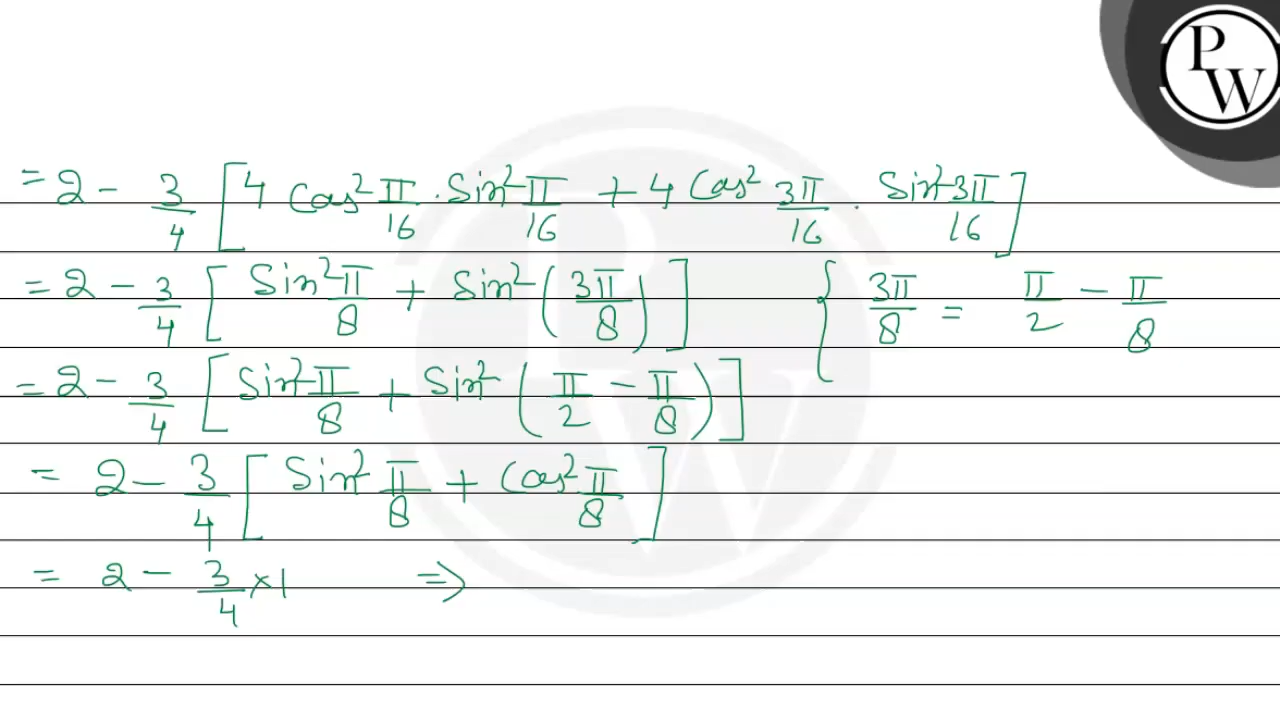 PW
= 2 - 3/4 [4 Cos² π/16 . Sin² π/16 + 4 Cos² 3π/16 . Sin² 3π/16]
= 2 - 3/4 [Sin² π/8 + Sin² (3π/8)] { 3π/8 = π/2 - π/8
= 2 - 3/4 [Sin² π/8 + Sin² (π/2 - π/8)]
= 2 - 3/4 [Sin² π/8 + Cos² π/8]
= 2 - 3/4 × 1 ⇒